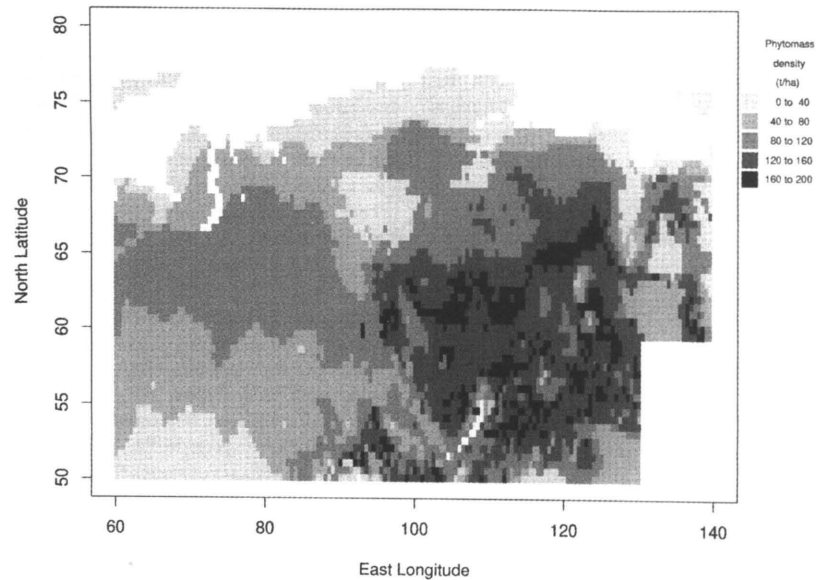 80
75
70
65
60
55
50
North Latitude
60
80
100
120
140
East Longitude
Phytomass
density
(t/ha)
0 to 40
40 to 80
80 to 120
120 to 160
160 to 200